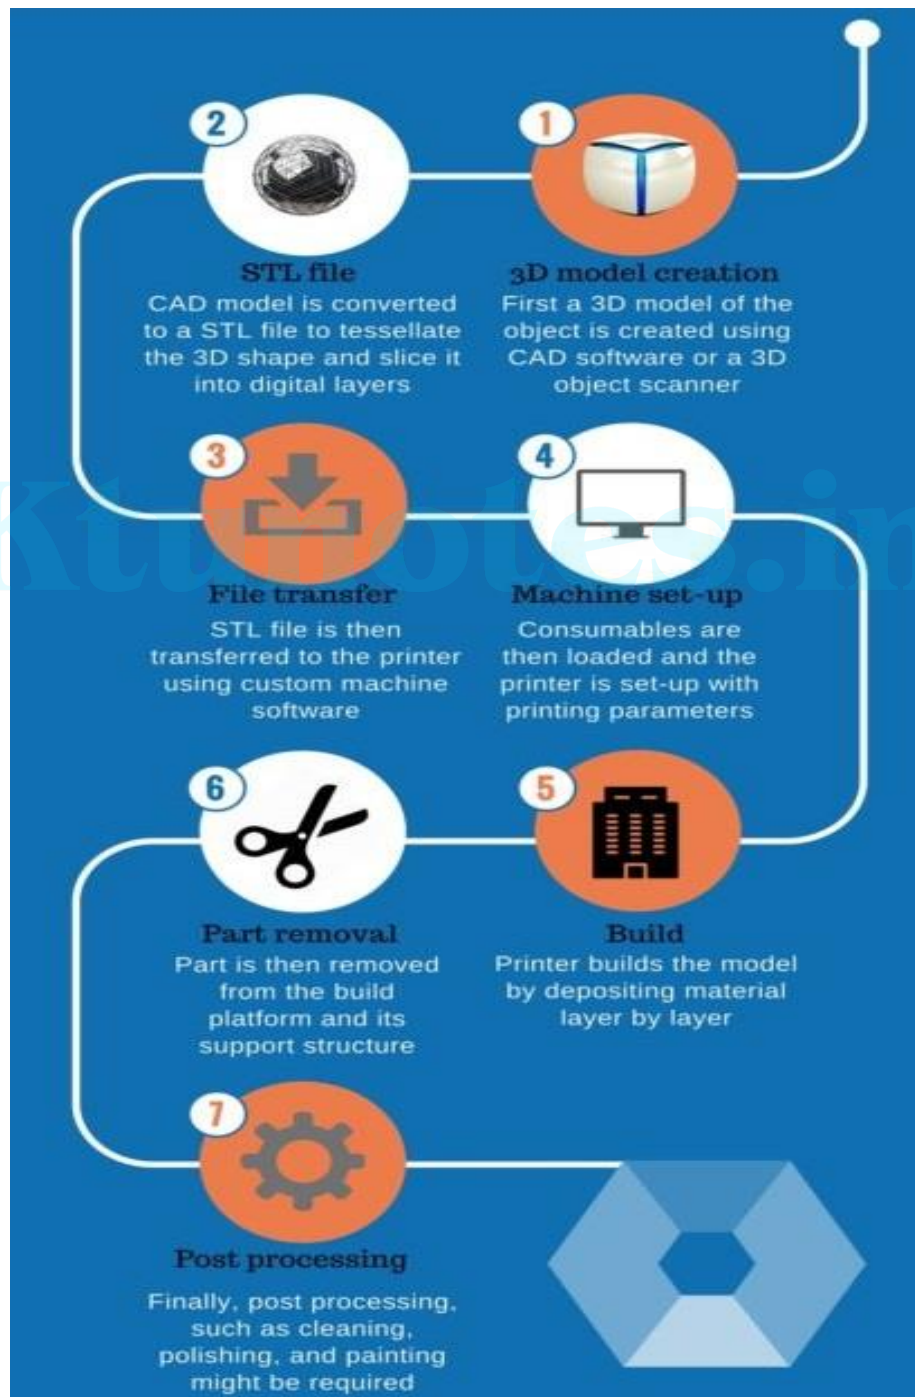 1
3D model creation
First a 3D model of the
object is created using
CAD software or a 3D
object scanner
2
STL file
CAD model is converted
to a STL file to tessellate
the 3D shape and slice it
into digital layers
3
File transfer
STL file is then
transferred to the printer
using custom machine
software
4
Machine set-up
Consumables are
then loaded and the
printer is set-up with
printing parameters
5
Build
Printer builds the model
by depositing material
layer by layer
6
Part removal
Part is then removed
from the build
platform and its
support structure
7
Post processing
Finally, post processing,
such as cleaning,
polishing, and painting
might be required
Ktunotes.in